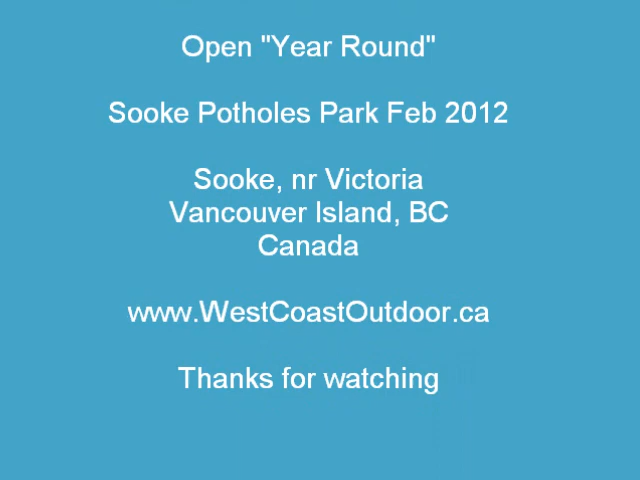 Open "Year Round"
Sooke Potholes Park Feb 2012
Sooke, nr Victoria
Vancouver Island, BC
Canada
www.WestCoastOutdoor.ca
Thanks for watching